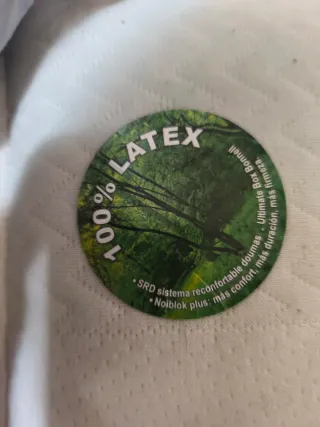 100% LATEX
• SRD sistema reconfortable doumas • Ultimate Box Bonnell
• Noiblok plus: más confort, más duración, más firmeza